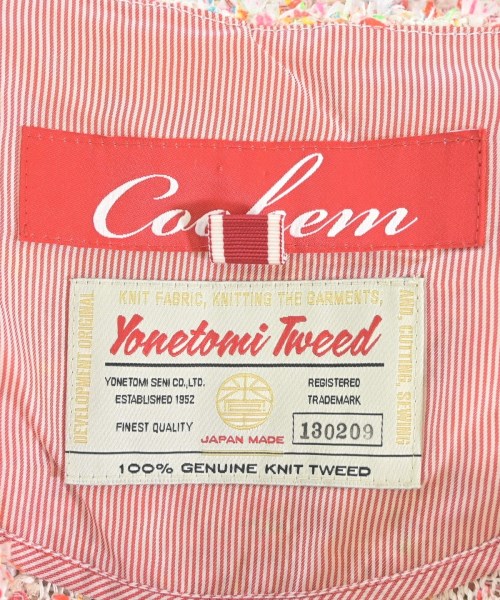 Coohem
KNIT FABRIC, KNITTING THE GARMENTS,
AND, CUTTING, SEWING
DEVELOPMENT ORIGINAL
Yonetomi Tweed
YONETOMI SENI CO.,LTD.
ESTABLISHED 1952
FINEST QUALITY
JAPAN MADE
REGISTERED
TRADEMARK
130209
100% GENUINE KNIT TWEED